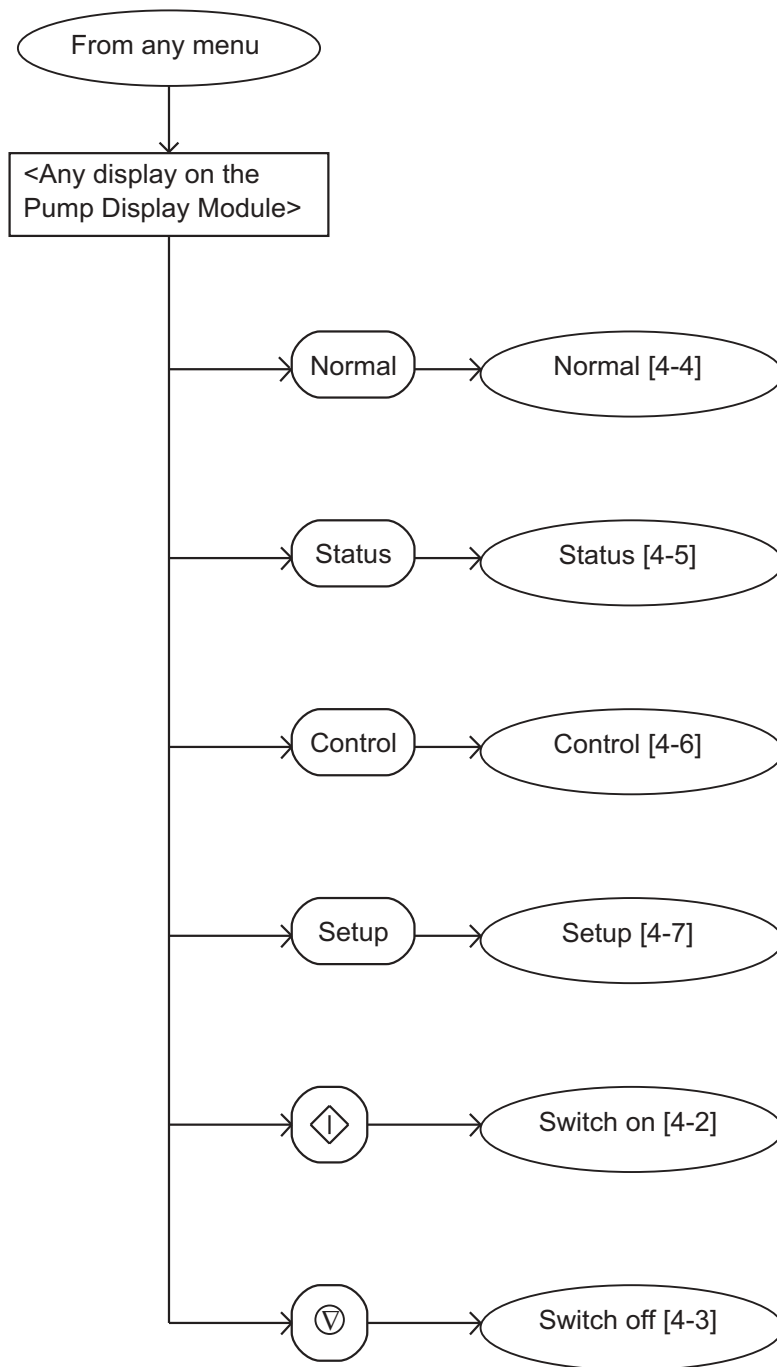 From any menu
<Any display on the
Pump Display Module>
Normal
Normal [4-4]
Status
Status [4-5]
Control
Control [4-6]
Setup
Setup [4-7]
Switch on [4-2]
Switch off [4-3]